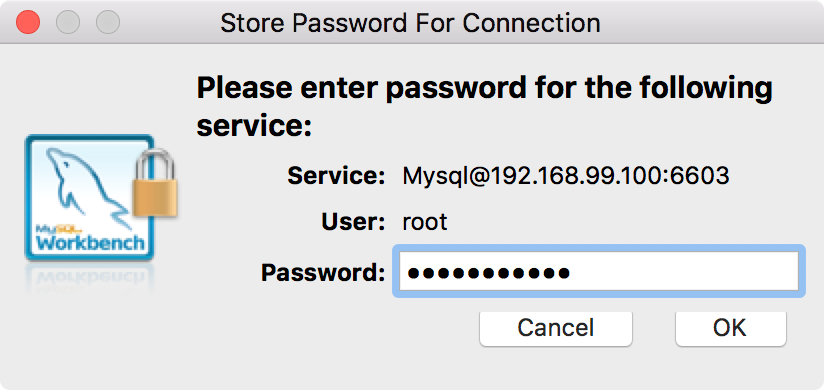 Store Password For Connection
Please enter password for the following
service:
Service: Mysql@192.168.99.100:6603
User: root
Password: ●●●●●●●●●●●
MySQL
Workbench
Cancel OK